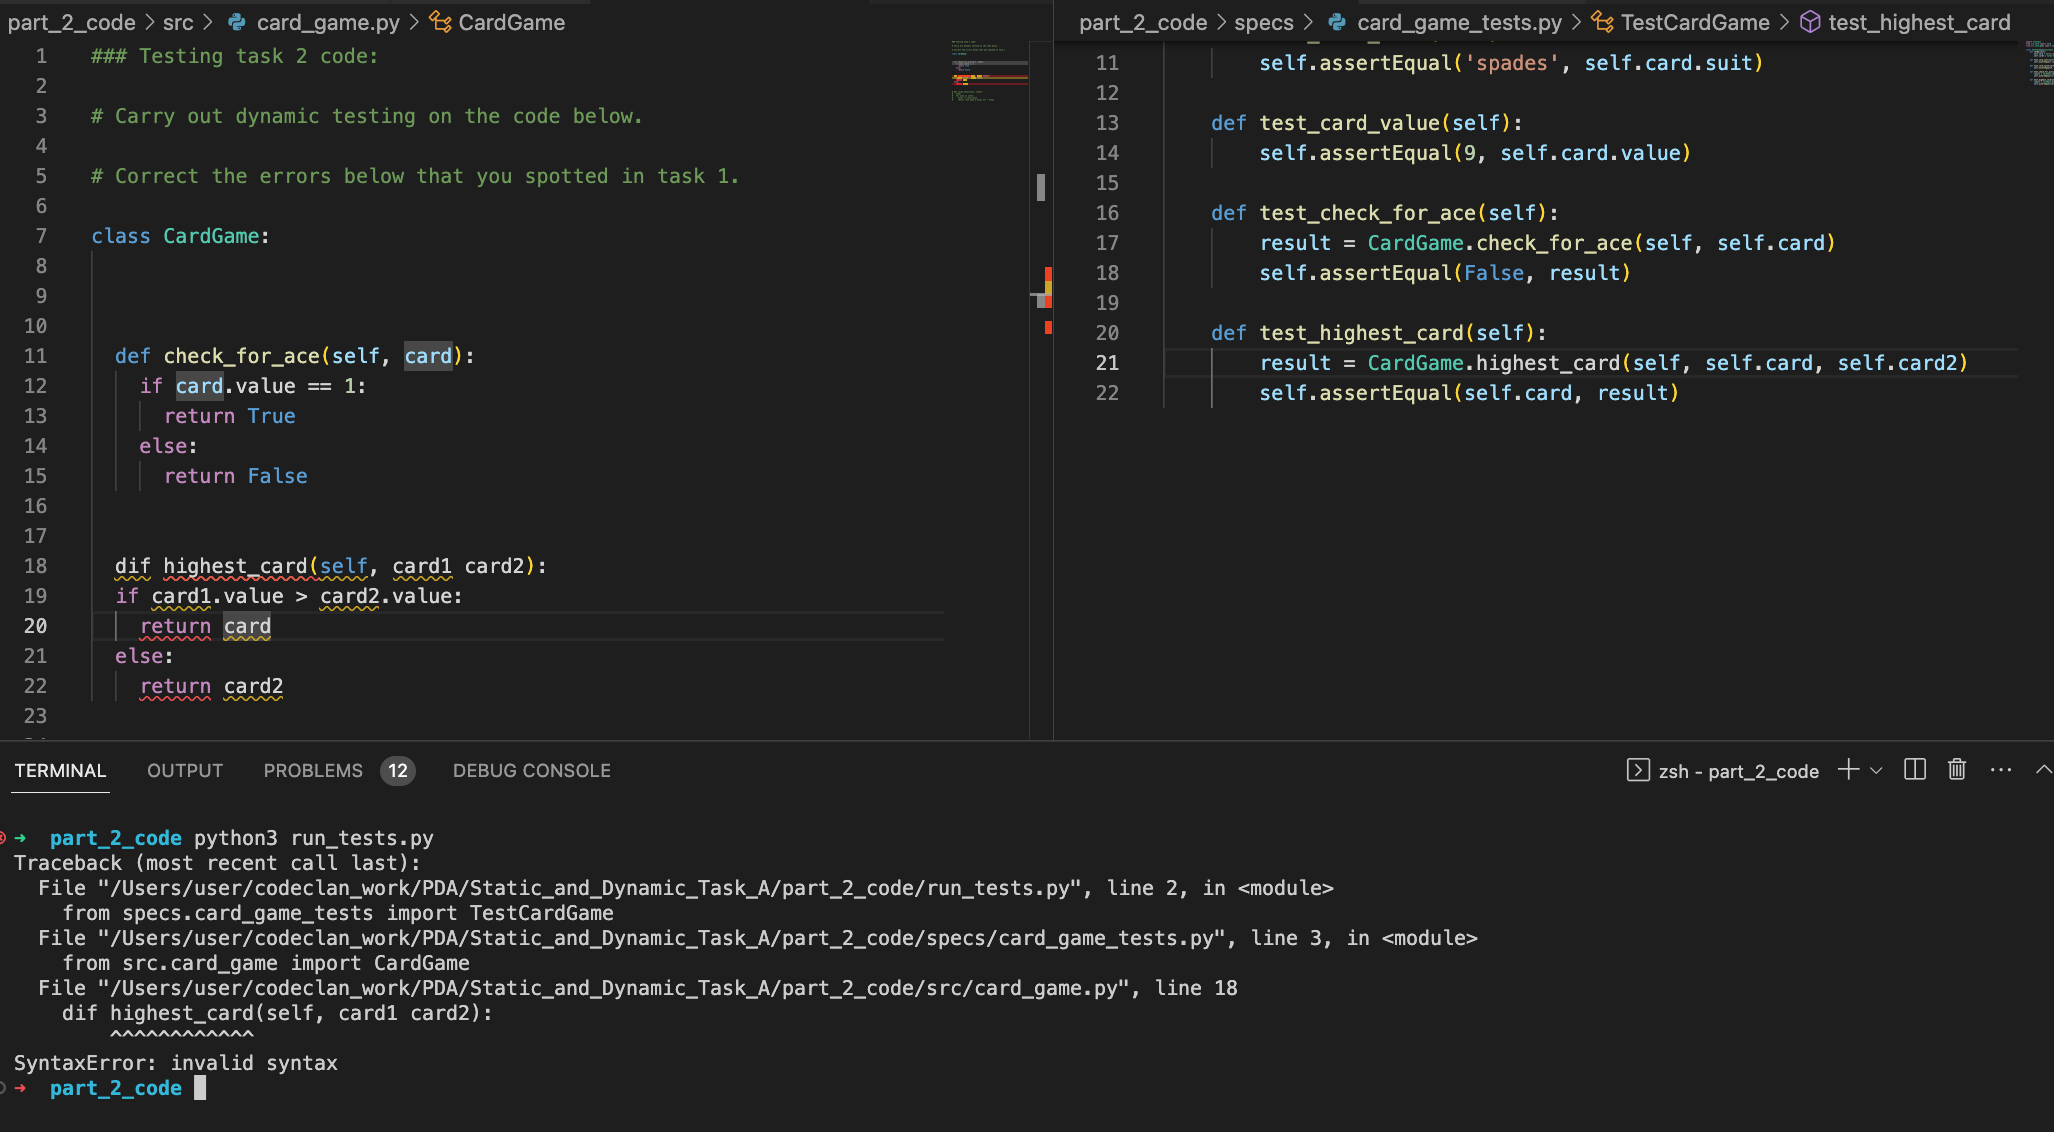 part_2_code > src > card_game.py > CardGame
1 ### Testing task 2 code:
2
3 # Carry out dynamic testing on the code below.
4
5 # Correct the errors below that you spotted in task 1.
6
7 class CardGame:
8
9
10
11 def check_for_ace(self, card):
12 if card.value == 1:
13 return True
14 else:
15 return False
16
17
18 dif highest_card(self, card1 card2):
19 if card1.value > card2.value:
20 return card
21 else:
22 return card2
23
part_2_code > specs > card_game_tests.py > TestCardGame > test_highest_card
11 self.assertEqual('spades', self.card.suit)
12
13 def test_card_value(self):
14 self.assertEqual(9, self.card.value)
15
16 def test_check_for_ace(self):
17 result = CardGame.check_for_ace(self, self.card)
18 self.assertEqual(False, result)
19
20 def test_highest_card(self):
21 result = CardGame.highest_card(self, self.card, self.card2)
22 self.assertEqual(self.card, result)
TERMINAL OUTPUT PROBLEMS 12 DEBUG CONSOLE zsh - part_2_code
→ part_2_code python3 run_tests.py
Traceback (most recent call last):
File "/Users/user/codeclan_work/PDA/Static_and_Dynamic_Task_A/part_2_code/run_tests.py", line 2, in <module>
from specs.card_game_tests import TestCardGame
File "/Users/user/codeclan_work/PDA/Static_and_Dynamic_Task_A/part_2_code/specs/card_game_tests.py", line 3, in <module>
from src.card_game import CardGame
File "/Users/user/codeclan_work/PDA/Static_and_Dynamic_Task_A/part_2_code/src/card_game.py", line 18
dif highest_card(self, card1 card2):
^^^^^^^^^^^^
SyntaxError: invalid syntax
→ part_2_code